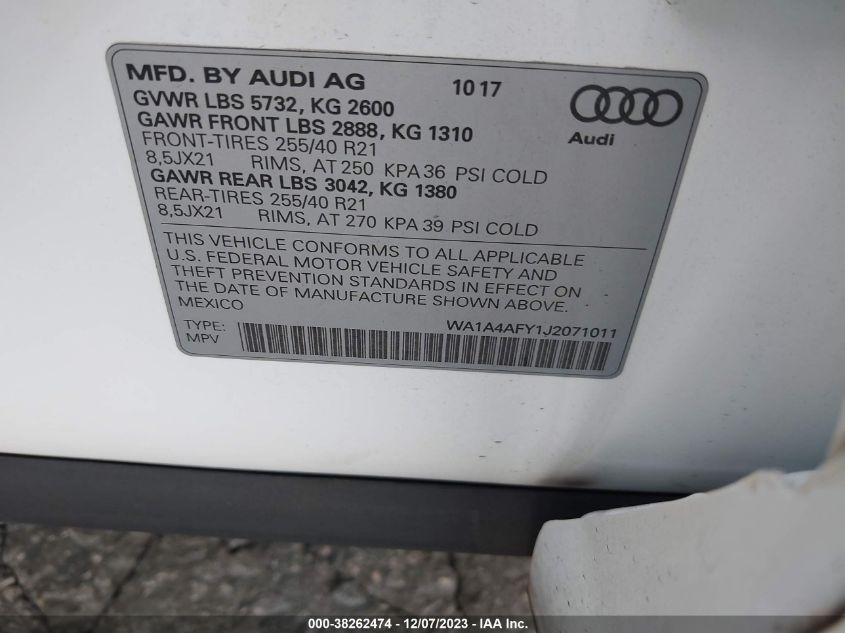 MFD. BY AUDI AG 10 17
GVWR LBS 5732, KG 2600
GAWR FRONT LBS 2888, KG 1310
FRONT-TIRES 255/40 R21
8,5JX21 RIMS, AT 250 KPA 36 PSI COLD
GAWR REAR LBS 3042, KG 1380
REAR-TIRES 255/40 R21
8,5JX21 RIMS, AT 270 KPA 39 PSI COLD
Audi
THIS VEHICLE CONFORMS TO ALL APPLICABLE
U.S. FEDERAL MOTOR VEHICLE SAFETY AND
THEFT PREVENTION STANDARDS IN EFFECT ON
THE DATE OF MANUFACTURE SHOWN ABOVE.
MEXICO
WA1A4AFY1J2071011
TYPE:
MPV
000-38262474 - 12/07/2023 - IAA Inc.